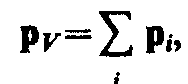 p_V = ∑_i p_i,